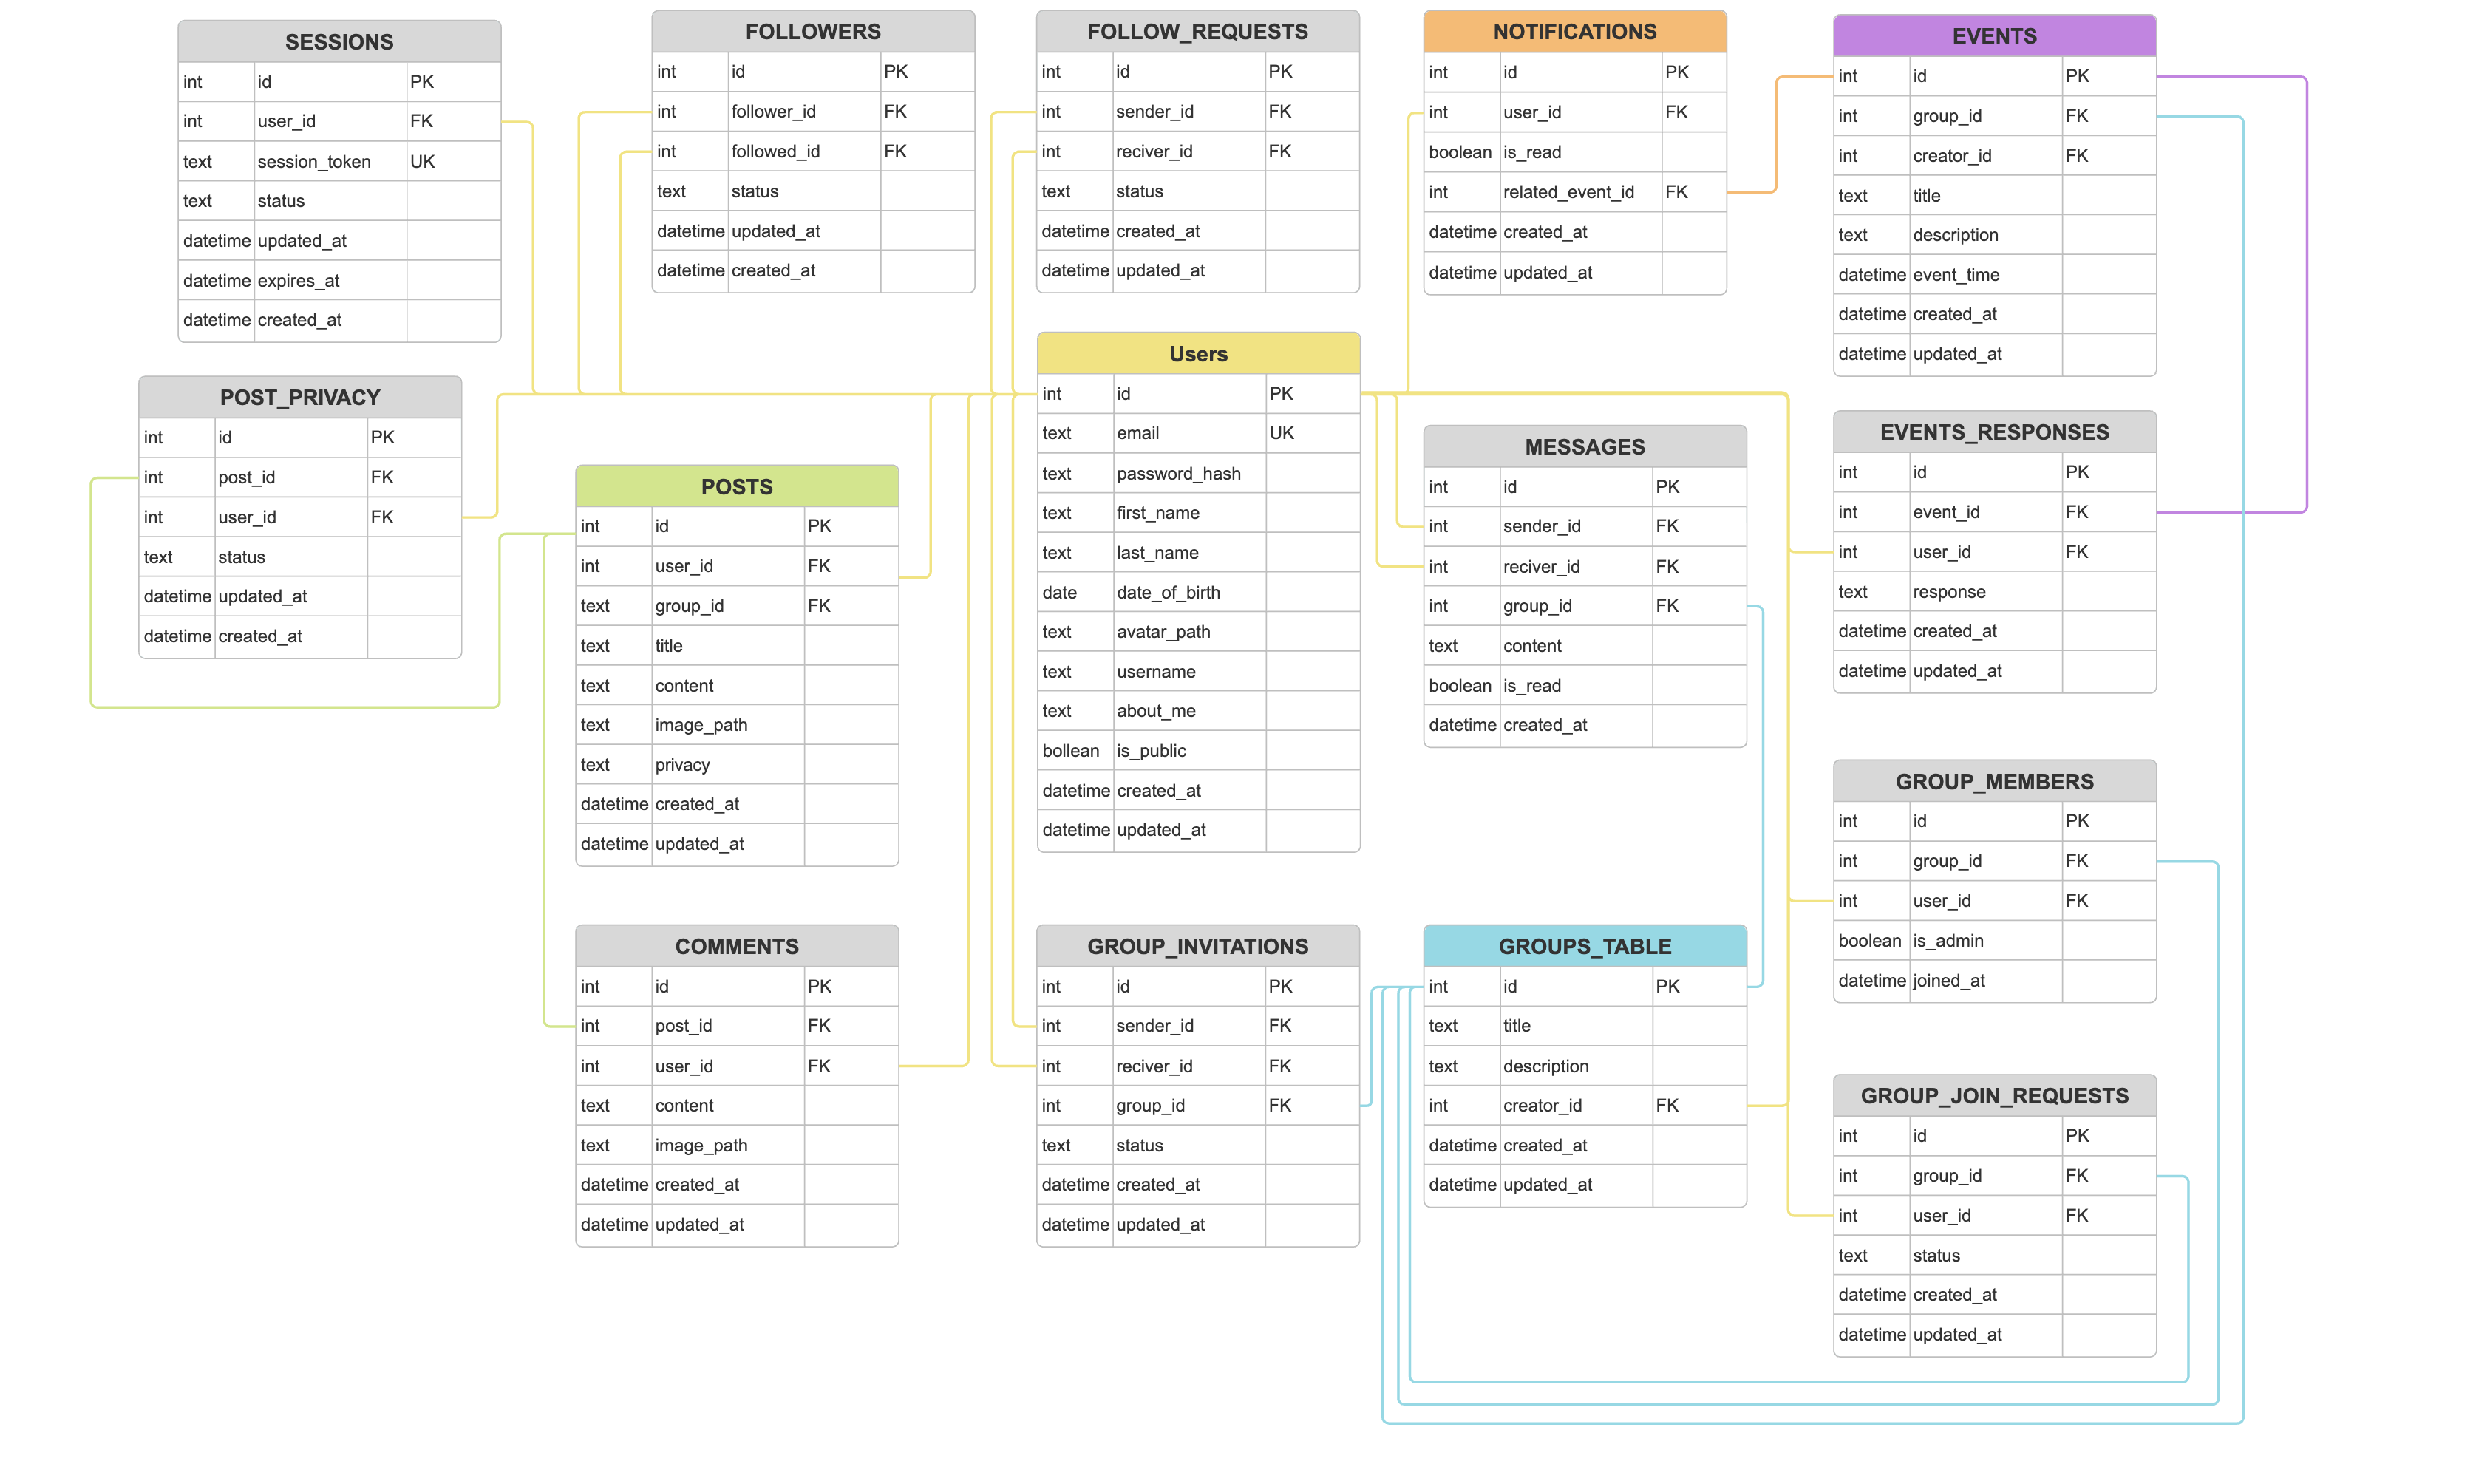 SESSIONS
int id PK
int user_id FK
text session_token UK
text status
datetime updated_at
datetime expires_at
datetime created_at
FOLLOWERS
int id PK
int follower_id FK
int followed_id FK
text status
datetime updated_at
datetime created_at
FOLLOW_REQUESTS
int id PK
int sender_id FK
int reciver_id FK
text status
datetime created_at
datetime updated_at
NOTIFICATIONS
int id PK
int user_id FK
boolean is_read
int related_event_id FK
datetime created_at
datetime updated_at
EVENTS
int id PK
int group_id FK
int creator_id FK
text title
text description
datetime event_time
datetime created_at
datetime updated_at
POST_PRIVACY
int id PK
int post_id FK
int user_id FK
text status
datetime updated_at
datetime created_at
POSTS
int id PK
int user_id FK
text group_id FK
text title
text content
text image_path
text privacy
datetime created_at
datetime updated_at
Users
int id PK
text email UK
text password_hash
text first_name
text last_name
date date_of_birth
text avatar_path
text username
text about_me
bollean is_public
datetime created_at
datetime updated_at
MESSAGES
int id PK
int sender_id FK
int reciver_id FK
int group_id FK
text content
boolean is_read
datetime created_at
EVENTS_RESPONSES
int id PK
int event_id FK
int user_id FK
text response
datetime created_at
datetime updated_at
GROUP_MEMBERS
int id PK
int group_id FK
int user_id FK
boolean is_admin
datetime joined_at
COMMENTS
int id PK
int post_id FK
int user_id FK
text content
text image_path
datetime created_at
datetime updated_at
GROUP_INVITATIONS
int id PK
int sender_id FK
int reciver_id FK
int group_id FK
text status
datetime created_at
datetime updated_at
GROUPS_TABLE
int id PK
text title
text description
int creator_id FK
datetime created_at
datetime updated_at
GROUP_JOIN_REQUESTS
int id PK
int group_id FK
int user_id FK
text status
datetime created_at
datetime updated_at